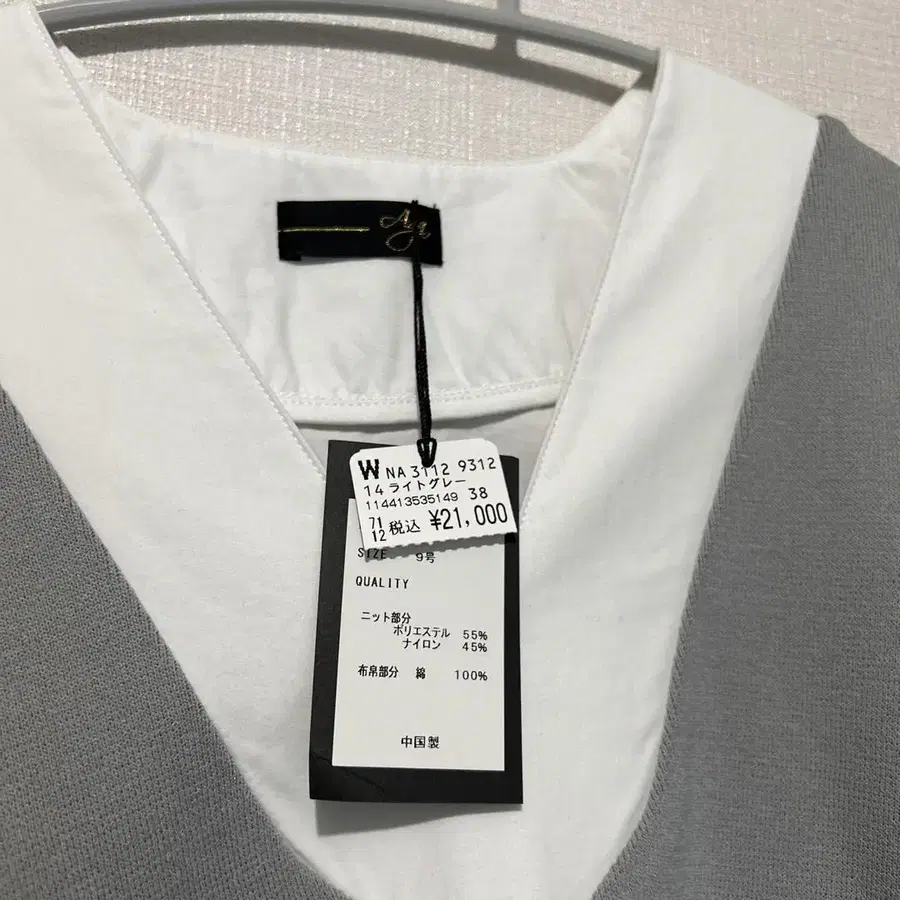 W NA 3112 9312
14 ライトグレー
114413535149 38
71
12 税込 ¥21,000
SIZE 9号
QUALITY
ニット部分
ポリエステル 55%
ナイロン 45%
布帛部分 綿 100%
中国製